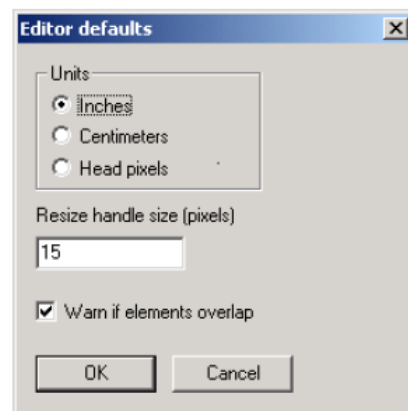 Editor defaults
Units
Inches
Centimeters
Head pixels
Resize handle size (pixels)
15
Warn if elements overlap
OK
Cancel